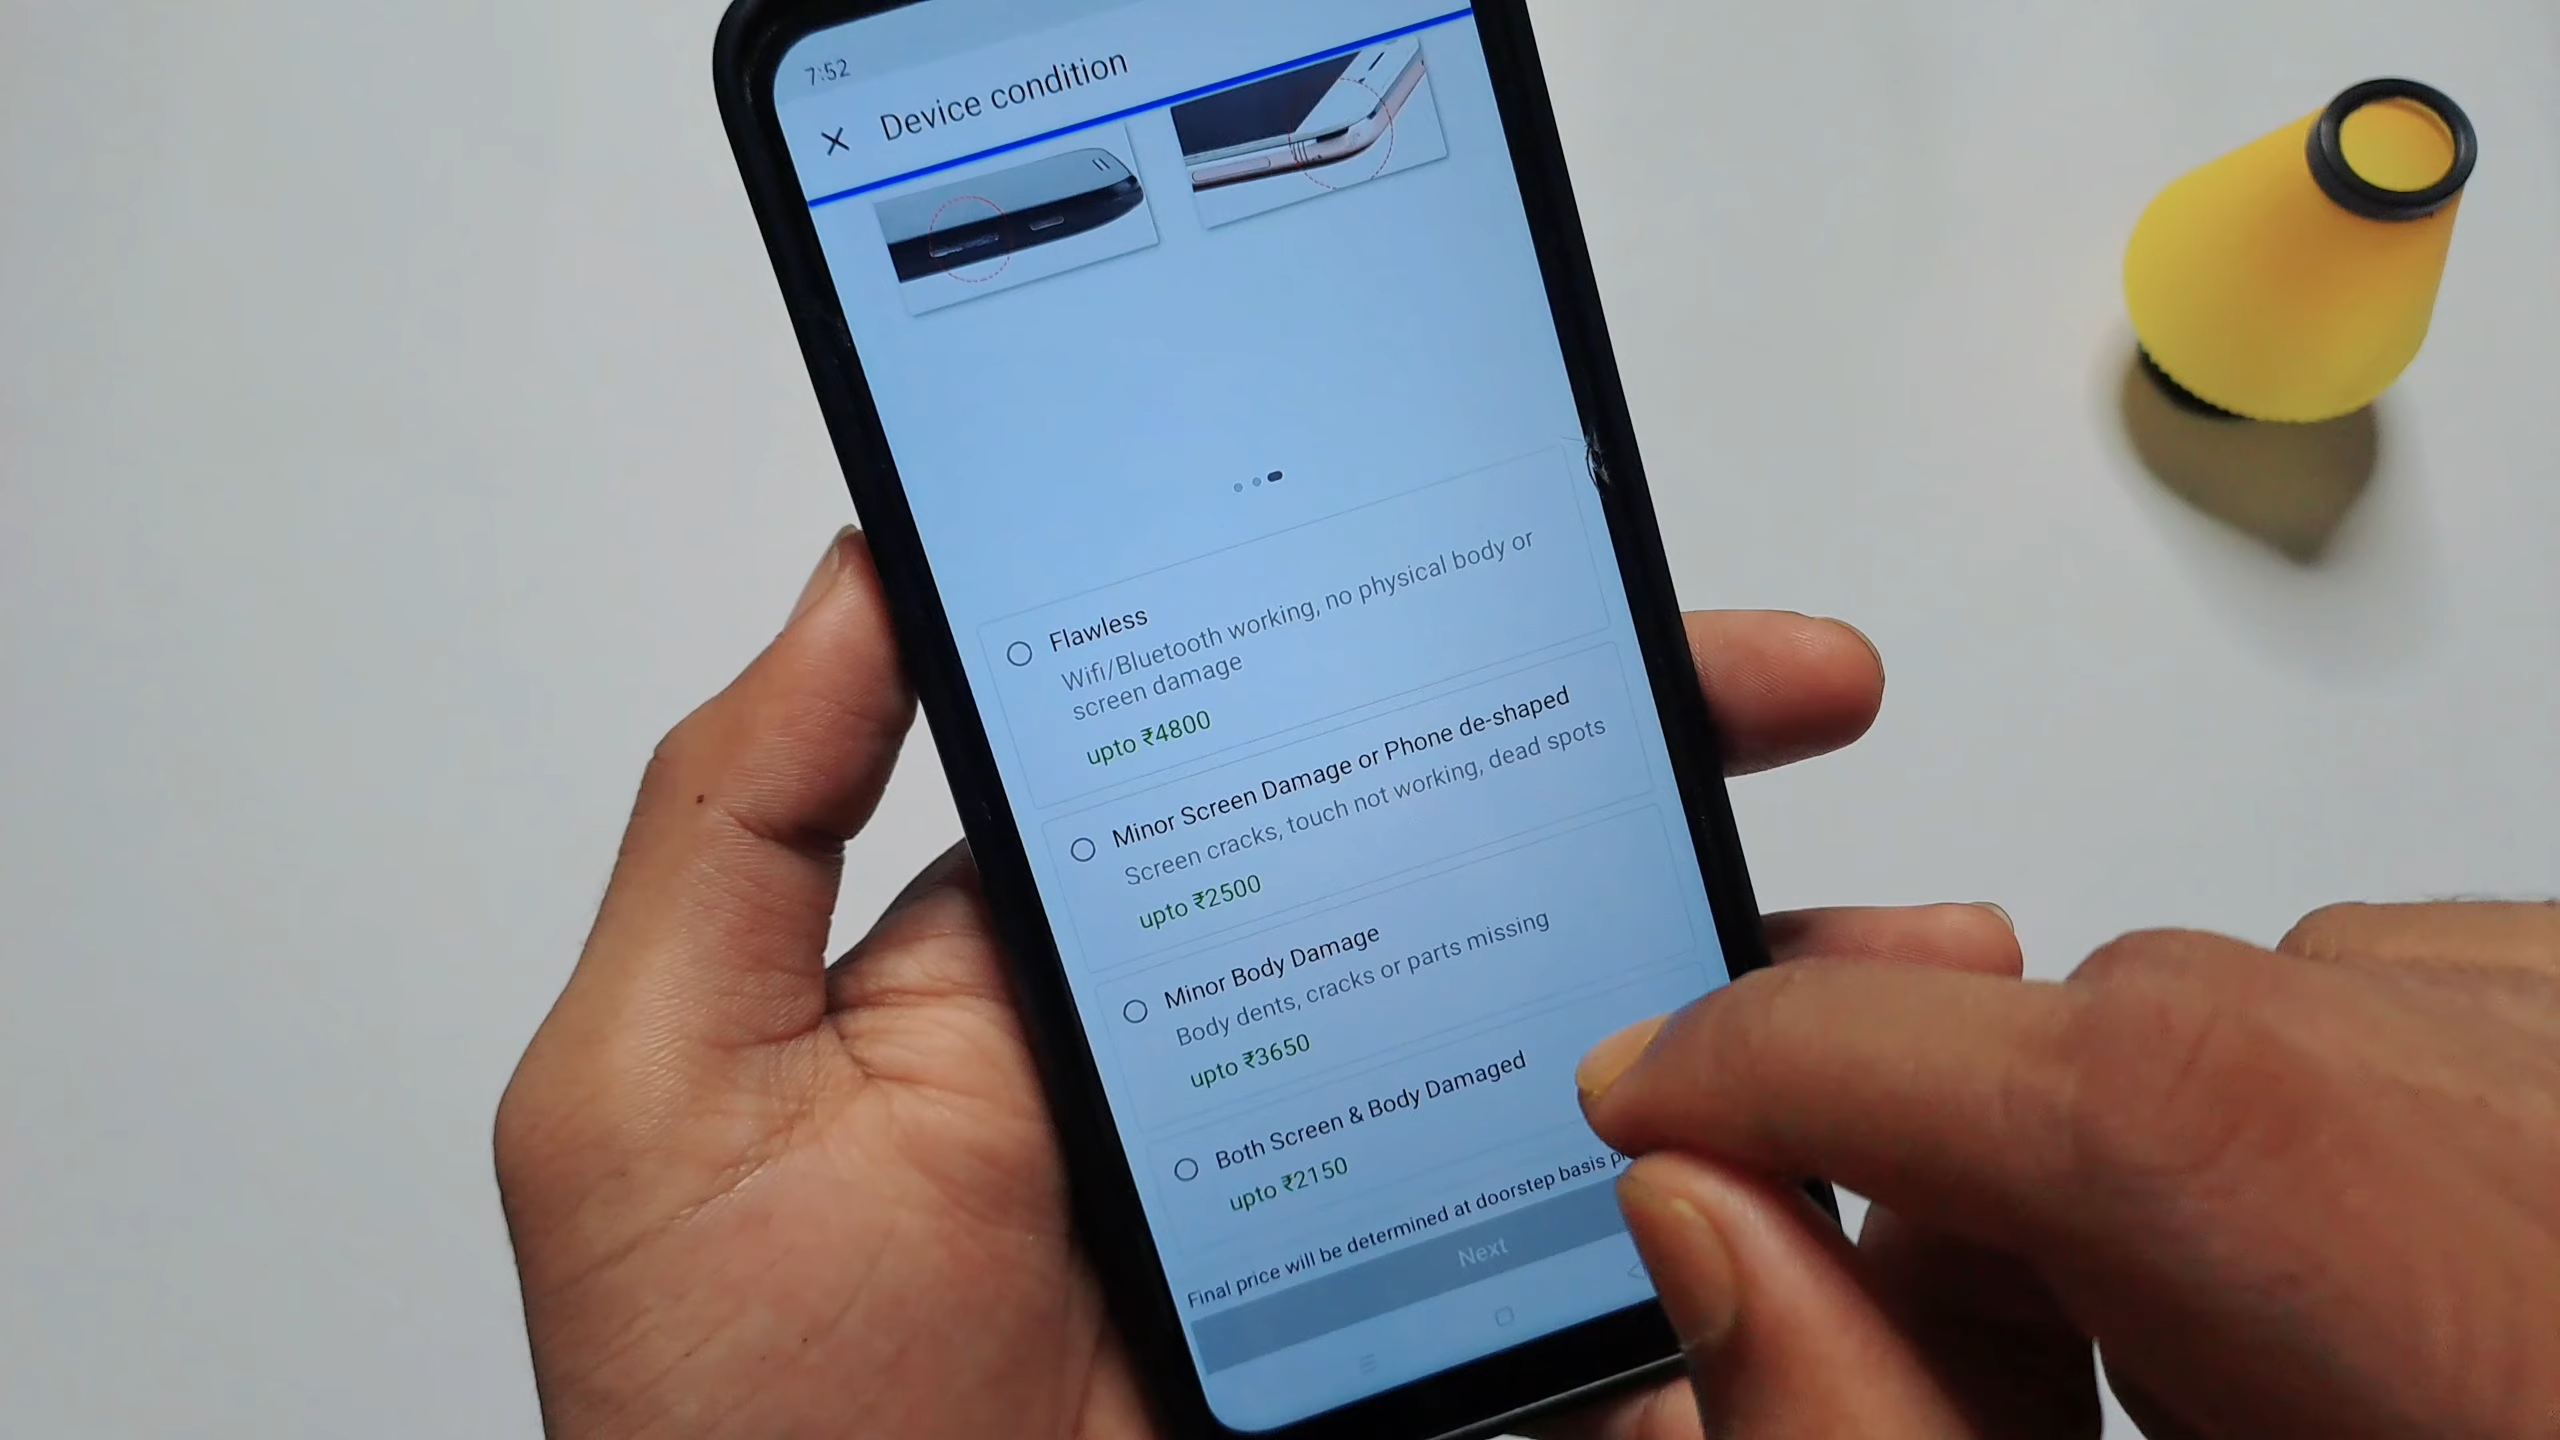 7:52
Device condition
Flawless
Wifi/Bluetooth working, no physical body or
screen damage
upto ₹4800
Minor Screen Damage or Phone de-shaped
Screen cracks, touch not working, dead spots
upto ₹2500
Minor Body Damage
Body dents, cracks or parts missing
upto ₹3650
Both Screen & Body Damaged
upto ₹2150
Final price will be determined at doorstep basis
Next